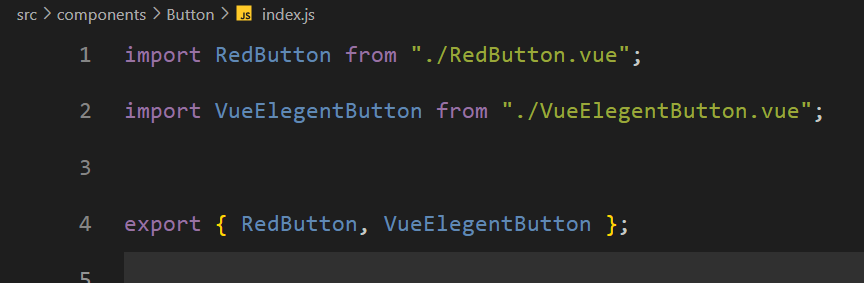 src > components > Button > JS index.js
1 import RedButton from "./RedButton.vue";
2 import VueElegentButton from "./VueElegentButton.vue";
3
4 export { RedButton, VueElegentButton };
5